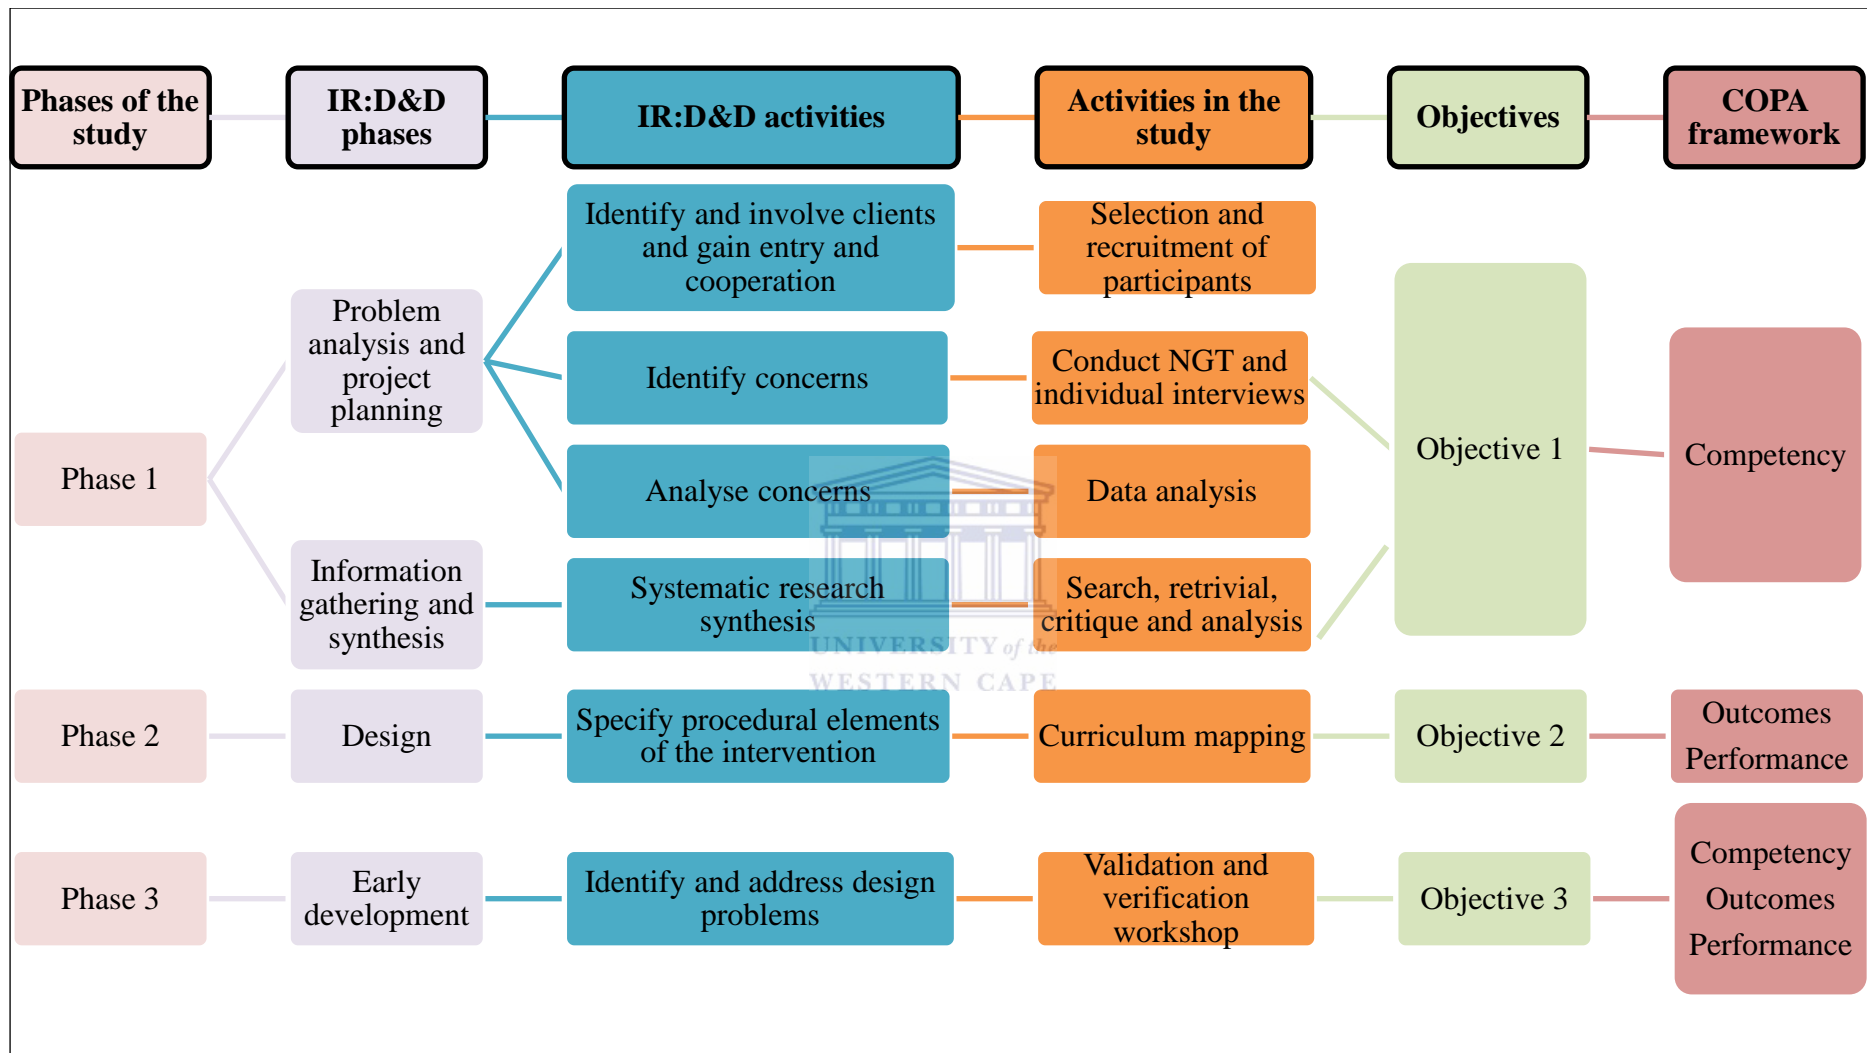 Phases of the
study
IR:D&D
phases
IR:D&D activities
Activities in the
study
Objectives
COPA
framework
Phase 1
Problem
analysis and
project
planning
Identify and involve clients
and gain entry and
cooperation
Selection and
recruitment of
participants
Identify concerns
Conduct NGT and
individual interviews
Analyse concerns
Data analysis
Information
gathering and
synthesis
Systematic research
synthesis
Search, retrivial,
critique and analysis
Objective 1
Competency
UNIVERSITY of the
WESTERN CAPE
Phase 2
Design
Specify procedural elements
of the intervention
Curriculum mapping
Objective 2
Outcomes
Performance
Phase 3
Early
development
Identify and address design
problems
Validation and
verification
workshop
Objective 3
Competency
Outcomes
Performance